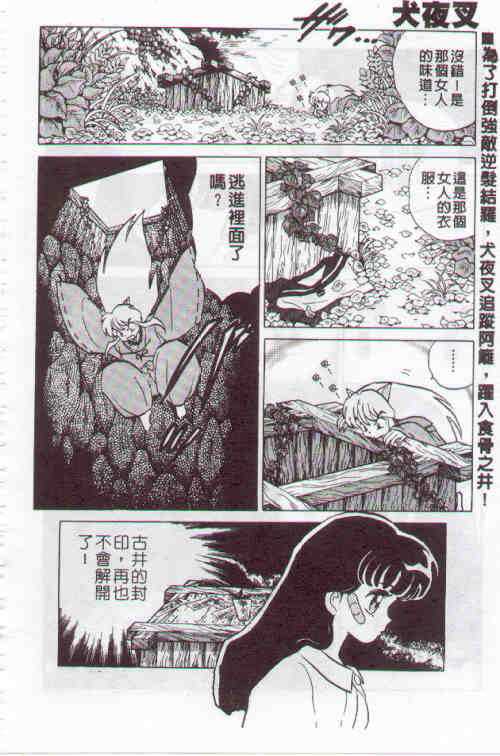 犬夜叉
為了打倒強敵逆髮結羅，犬夜叉追蹤阿籬，躍入食骨之井！
沒錯！是
那個女人
的味道…
ザザッ…
這是那個
女人的衣
服…
逃進裡面了
嗎？
………
古井的封
印，再也
不會解開
了！